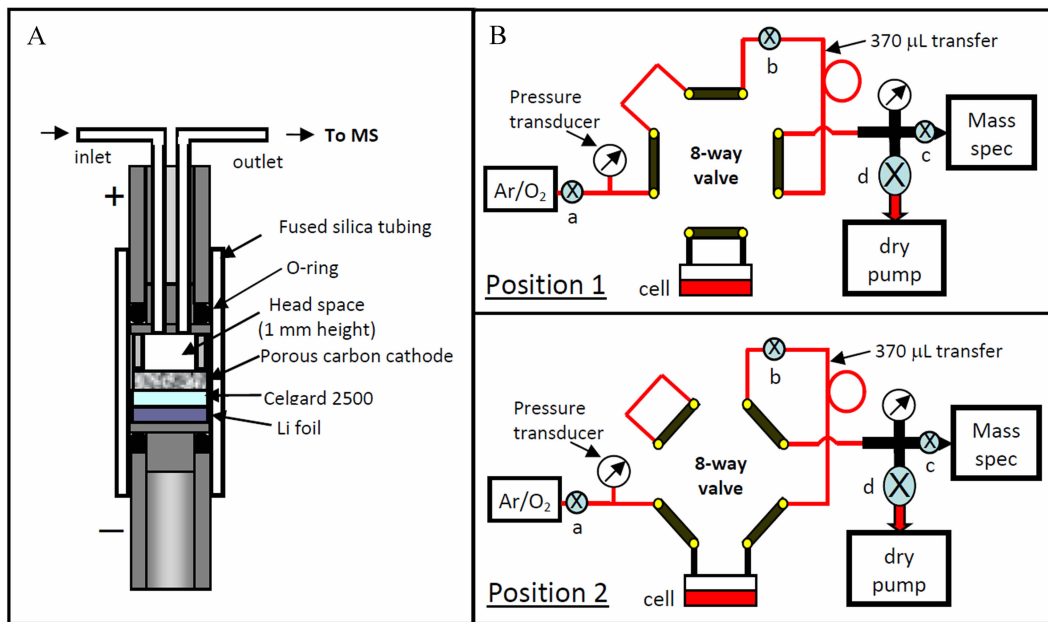 A
inlet
outlet
To MS
+
Fused silica tubing
O-ring
Head space
(1 mm height)
Porous carbon cathode
Celgard 2500
Li foil
−
B
370 μL transfer
b
Pressure
transducer
8-way
valve
Ar/O₂
a
c
Mass
spec
d
dry
pump
cell
Position 1
370 μL transfer
b
Pressure
transducer
8-way
valve
Ar/O₂
a
c
Mass
spec
d
dry
pump
cell
Position 2